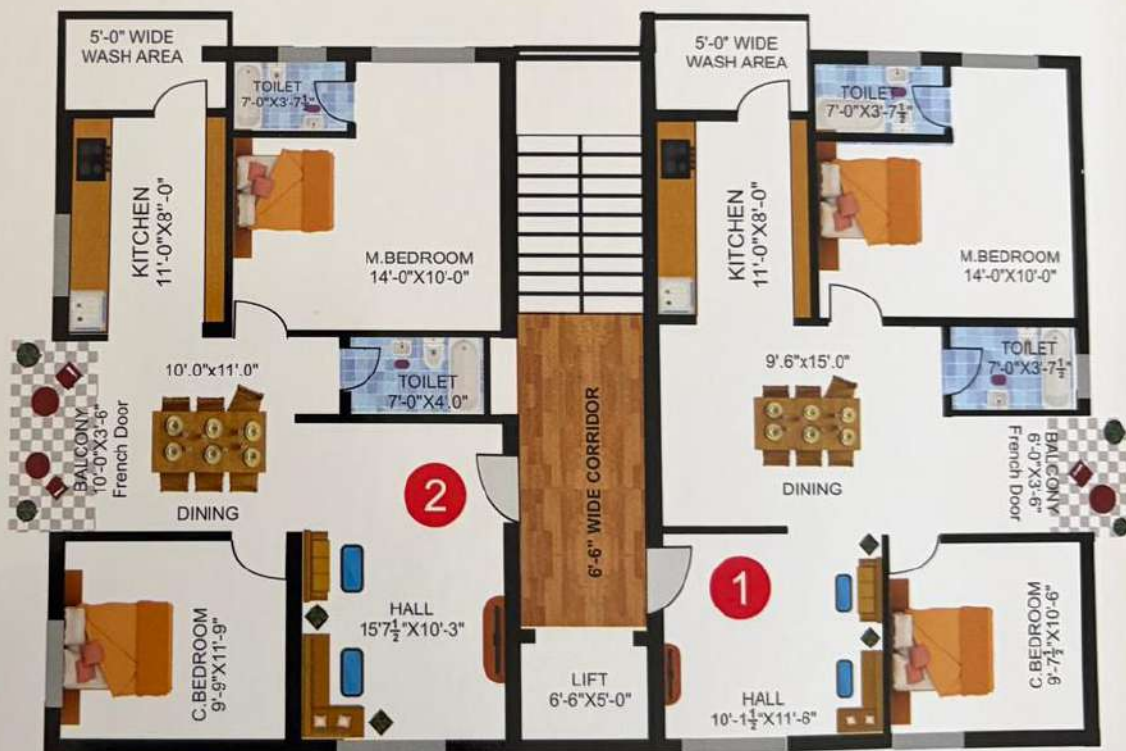 5'-0" WIDE
WASH AREA
TOILET
7'-0"X3'-7½"
KITCHEN
11'-0"X8"-0"
M.BEDROOM
14'-0"X10'-0"
10'.0"x11'.0"
TOILET
7'-0"X4'.0"
BALCONY
10'-0"X3'-6"
French Door
DINING
2
C.BEDROOM
9'-9"X11'-9"
HALL
15'7½"X10'-3"
6'-6" WIDE CORRIDOR
LIFT
6'-6"X5'-0"
5'-0" WIDE
WASH AREA
TOILET
7'-0"X3'-7½"
KITCHEN
11'-0"X8'-0"
M.BEDROOM
14'-0"X10'-0"
9'.6"x15'.0"
TOILET
7'-0"X3'-7½"
BALCONY
6'-0"X3'-6"
French Door
DINING
1
HALL
10'-1½"X11'-6"
C.BEDROOM
9'-7½"X10'-6"